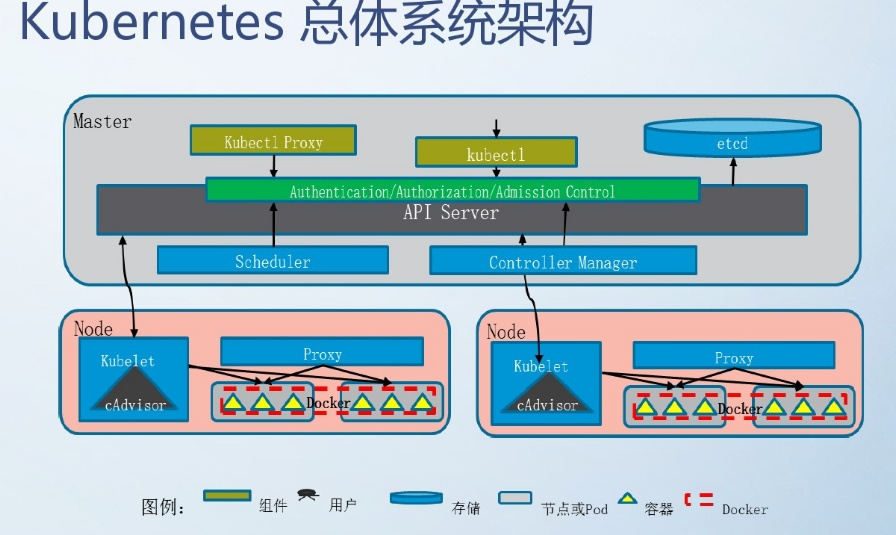 Kubernetes 总体系统架构
Master
Kubectl Proxy
kubectl
etcd
Authentication/Authorization/Admission Control
API Server
Scheduler
Controller Manager
Node
Kubelet
cAdvisor
Proxy
Docker
Node
Kubelet
cAdvisor
Proxy
Docker
图例: 组件 用户 存储 节点或Pod 容器 Docker